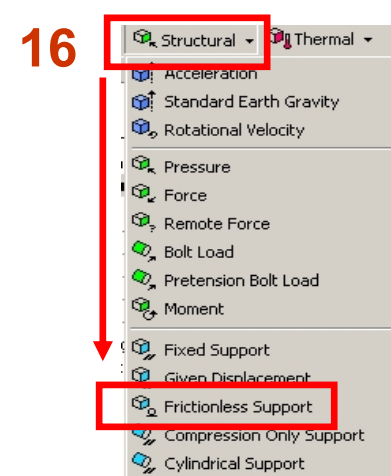 16
Structural Thermal
Acceleration
Standard Earth Gravity
Rotational Velocity
Pressure
Force
Remote Force
Bolt Load
Pretension Bolt Load
Moment
Fixed Support
Given Displacement
Frictionless Support
Compression Only Support
Cylindrical Support